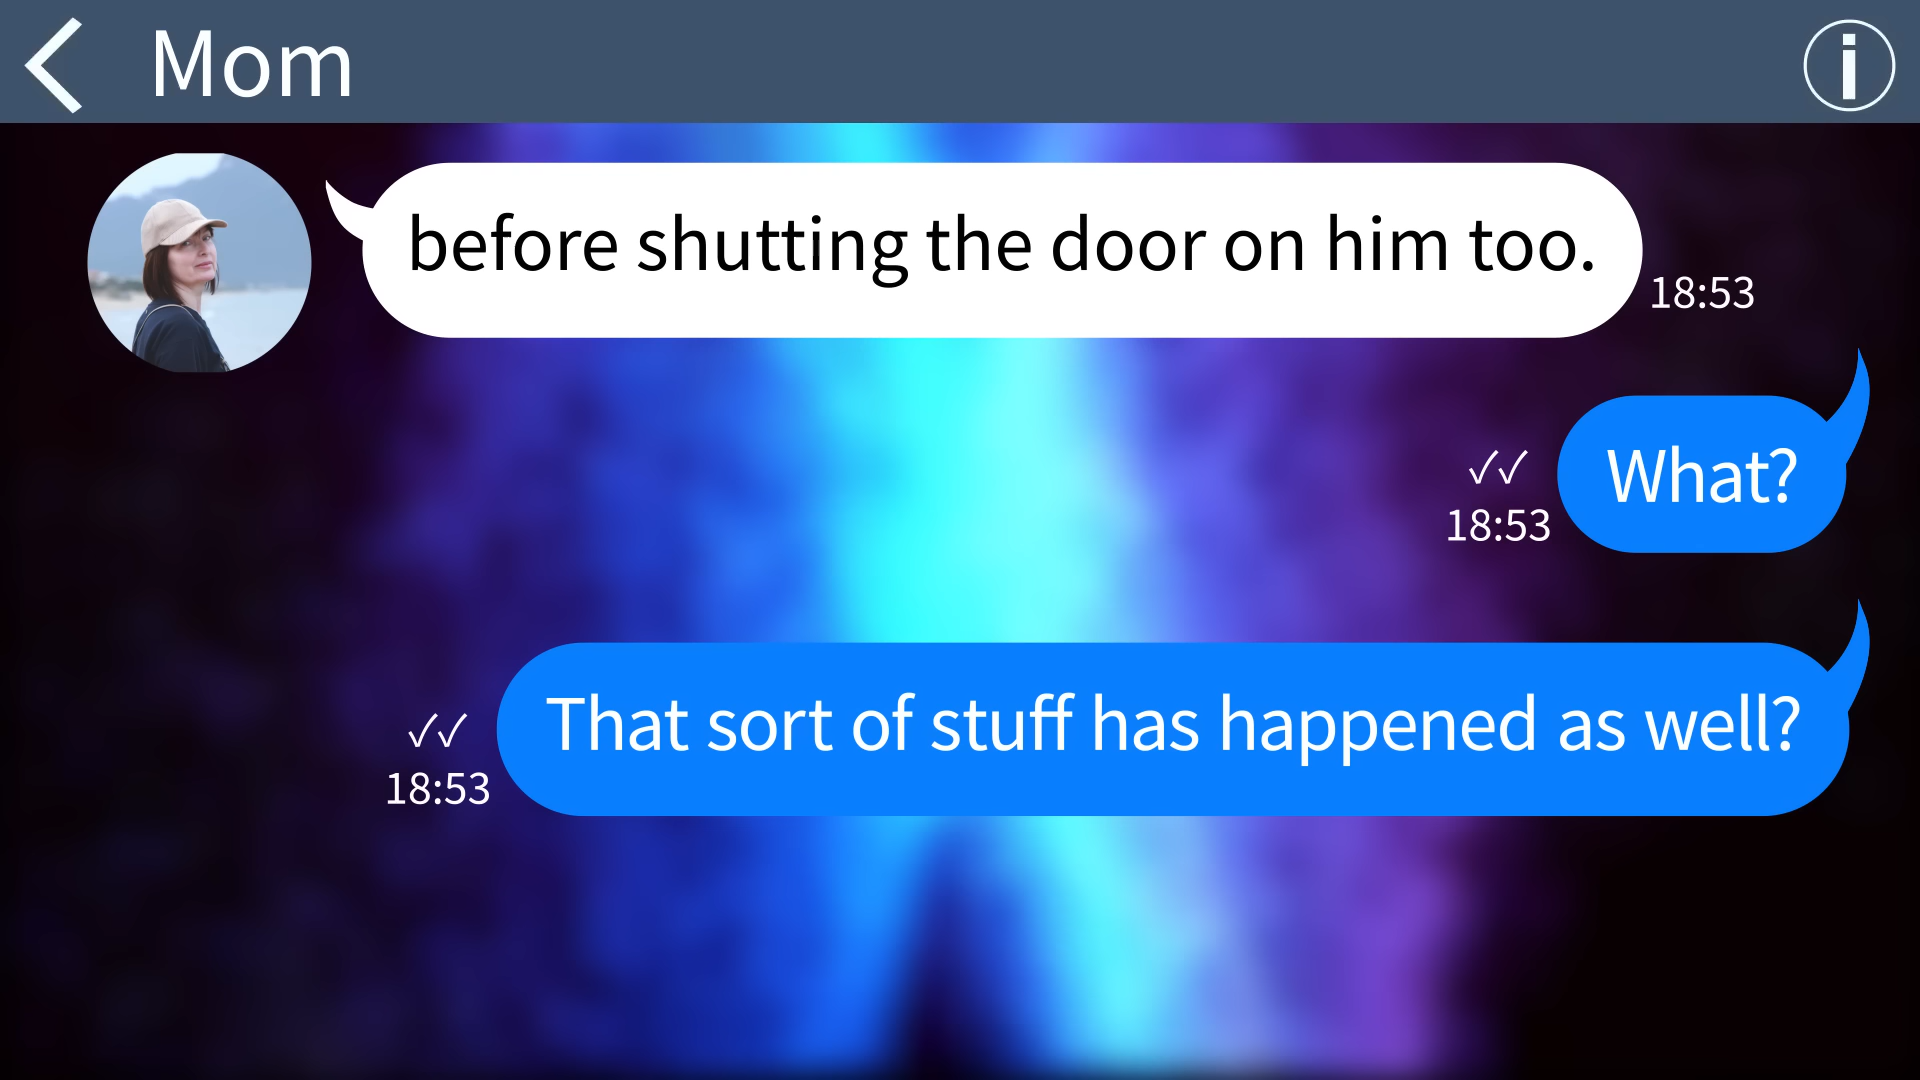 Mom
before shutting the door on him too.
18:53
What?
✓✓
18:53
That sort of stuff has happened as well?
✓✓
18:53